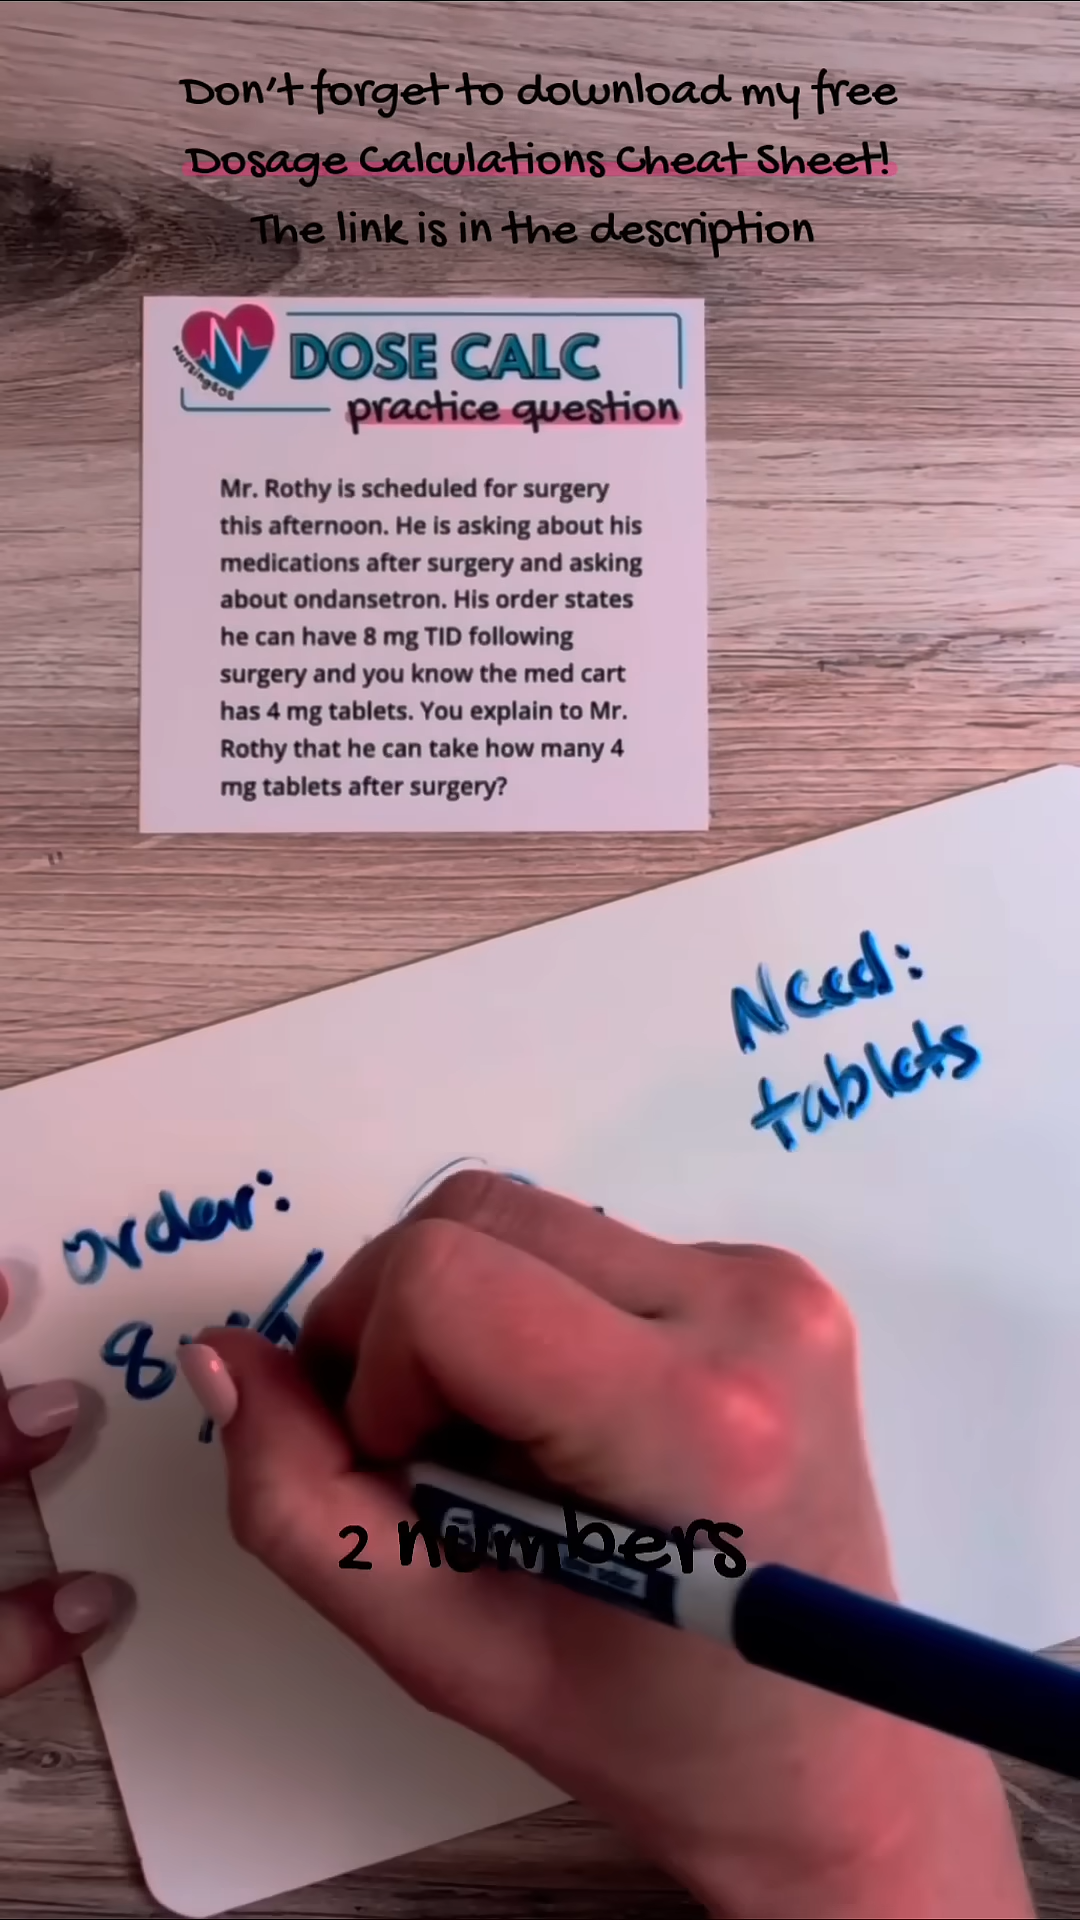 Don't forget to download my free
Dosage Calculations Cheat Sheet!
The link is in the description
NursingSOS
DOSE CALC
practice question
Mr. Rothy is scheduled for surgery
this afternoon. He is asking about his
medications after surgery and asking
about ondansetron. His order states
he can have 8 mg TID following
surgery and you know the med cart
has 4 mg tablets. You explain to Mr.
Rothy that he can take how many 4
mg tablets after surgery?
Need:
tablets
order:
8
2 numbers